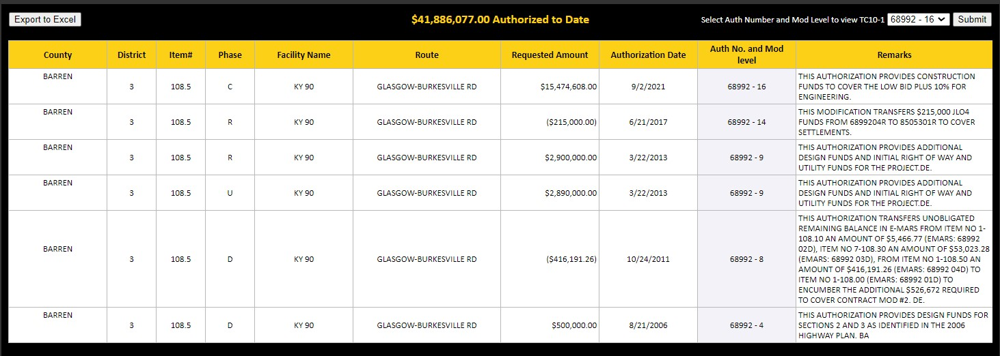 Export to Excel
$41,886,077.00 Authorized to Date
Select Auth Number and Mod Level to view TC10-1 68992 - 16 Submit
County District Item# Phase Facility Name Route Requested Amount Authorization Date Auth No. and Mod level Remarks
BARREN 3 108.5 C KY 90 GLASGOW-BURKESVILLE RD $15,474,608.00 9/2/2021 68992 - 16
THIS AUTHORIZATION PROVIDES CONSTRUCTION
FUNDS TO COVER THE LOW BID PLUS 10% FOR
ENGINEERING.
BARREN 3 108.5 R KY 90 GLASGOW-BURKESVILLE RD ($215,000.00) 6/21/2017 68992 - 14
THIS MODIFICATION TRANSFERS $215,000 JLO4
FUNDS FROM 6899204R TO 8505301R TO COVER
SETTLEMENTS.
BARREN 3 108.5 R KY 90 GLASGOW-BURKESVILLE RD $2,900,000.00 3/22/2013 68992 - 9
THIS AUTHORIZATION PROVIDES ADDITIONAL
DESIGN FUNDS AND INITIAL RIGHT OF WAY AND
UTILITY FUNDS FOR THE PROJECT.DE.
BARREN 3 108.5 U KY 90 GLASGOW-BURKESVILLE RD $2,890,000.00 3/22/2013 68992 - 9
THIS AUTHORIZATION PROVIDES ADDITIONAL
DESIGN FUNDS AND INITIAL RIGHT OF WAY AND
UTILITY FUNDS FOR THE PROJECT.DE.
BARREN 3 108.5 D KY 90 GLASGOW-BURKESVILLE RD ($416,191.26) 10/24/2011 68992 - 8
THIS AUTHORIZATION TRANSFERS UNOBLIGATED
REMAINING BALANCE IN E-MARS FROM ITEM NO 1-
108.10 AN AMOUNT OF $5,466.77 (EMARS: 68992
02D), ITEM NO 7-108.30 AN AMOUNT OF $53,023.28
(EMARS: 68992 03D), FROM ITEM NO 1-108.50 AN
AMOUNT OF $416,191.26 (EMARS: 68992 04D) TO
ITEM NO 1-108.00 (EMARS: 68992 01D) TO
ENCUMBER THE ADDITIONAL $526,672 REQUIRED
TO COVER CONTRACT MOD #2. DE.
BARREN 3 108.5 D KY 90 GLASGOW-BURKESVILLE RD $500,000.00 8/21/2006 68992 - 4
THIS AUTHORIZATION PROVIDES DESIGN FUNDS FOR
SECTIONS 2 AND 3 AS IDENTIFIED IN THE 2006
HIGHWAY PLAN. BA